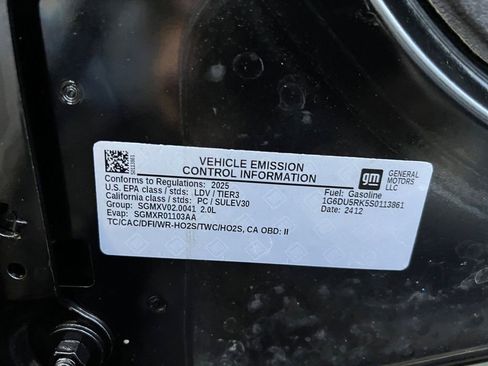 VEHICLE EMISSION
CONTROL INFORMATION
gm
GENERAL
MOTORS
LLC
Conforms to Regulations: 2025
U.S. EPA class / stds: LDV / TIER3
California class / stds: PC / SULEV30
Group: SGMXV02.0041 2.0L
Evap: SGMXR01103AA
TC/CAC/DFI/WR-HO2S/TWC/HO2S, CA OBD: II
Fuel: Gasoline
1G6DU5RK5S0113861
Date: 2412
S0113861